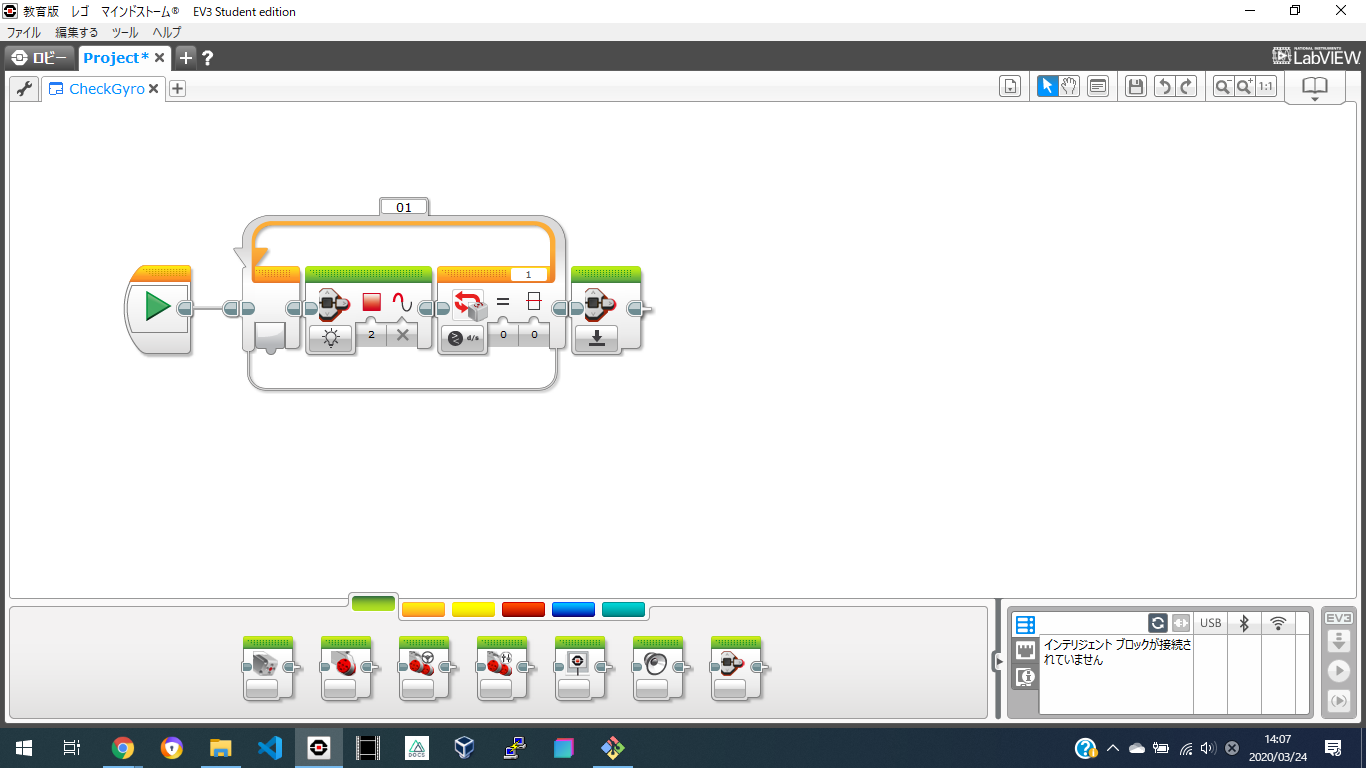 教育版 レゴ マインドストーム® EV3 Student edition
ファイル 編集する ツール ヘルプ
ロビー Project* ?
NATIONAL INSTRUMENTS
LabVIEW
CheckGyro
1:1
01
1
2
d/s 0 0
USB
EV3
インテリジェント ブロックが接続さ
れていません
DOCS
14:07
2020/03/24